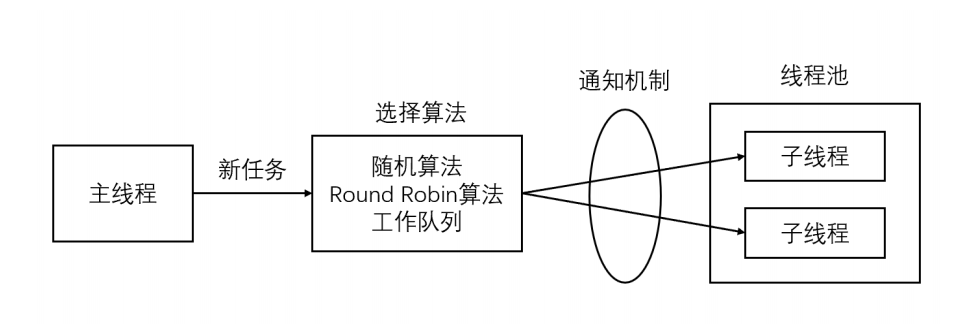 通知机制
线程池
选择算法
主线程
新任务
随机算法
Round Robin算法
工作队列
子线程
子线程